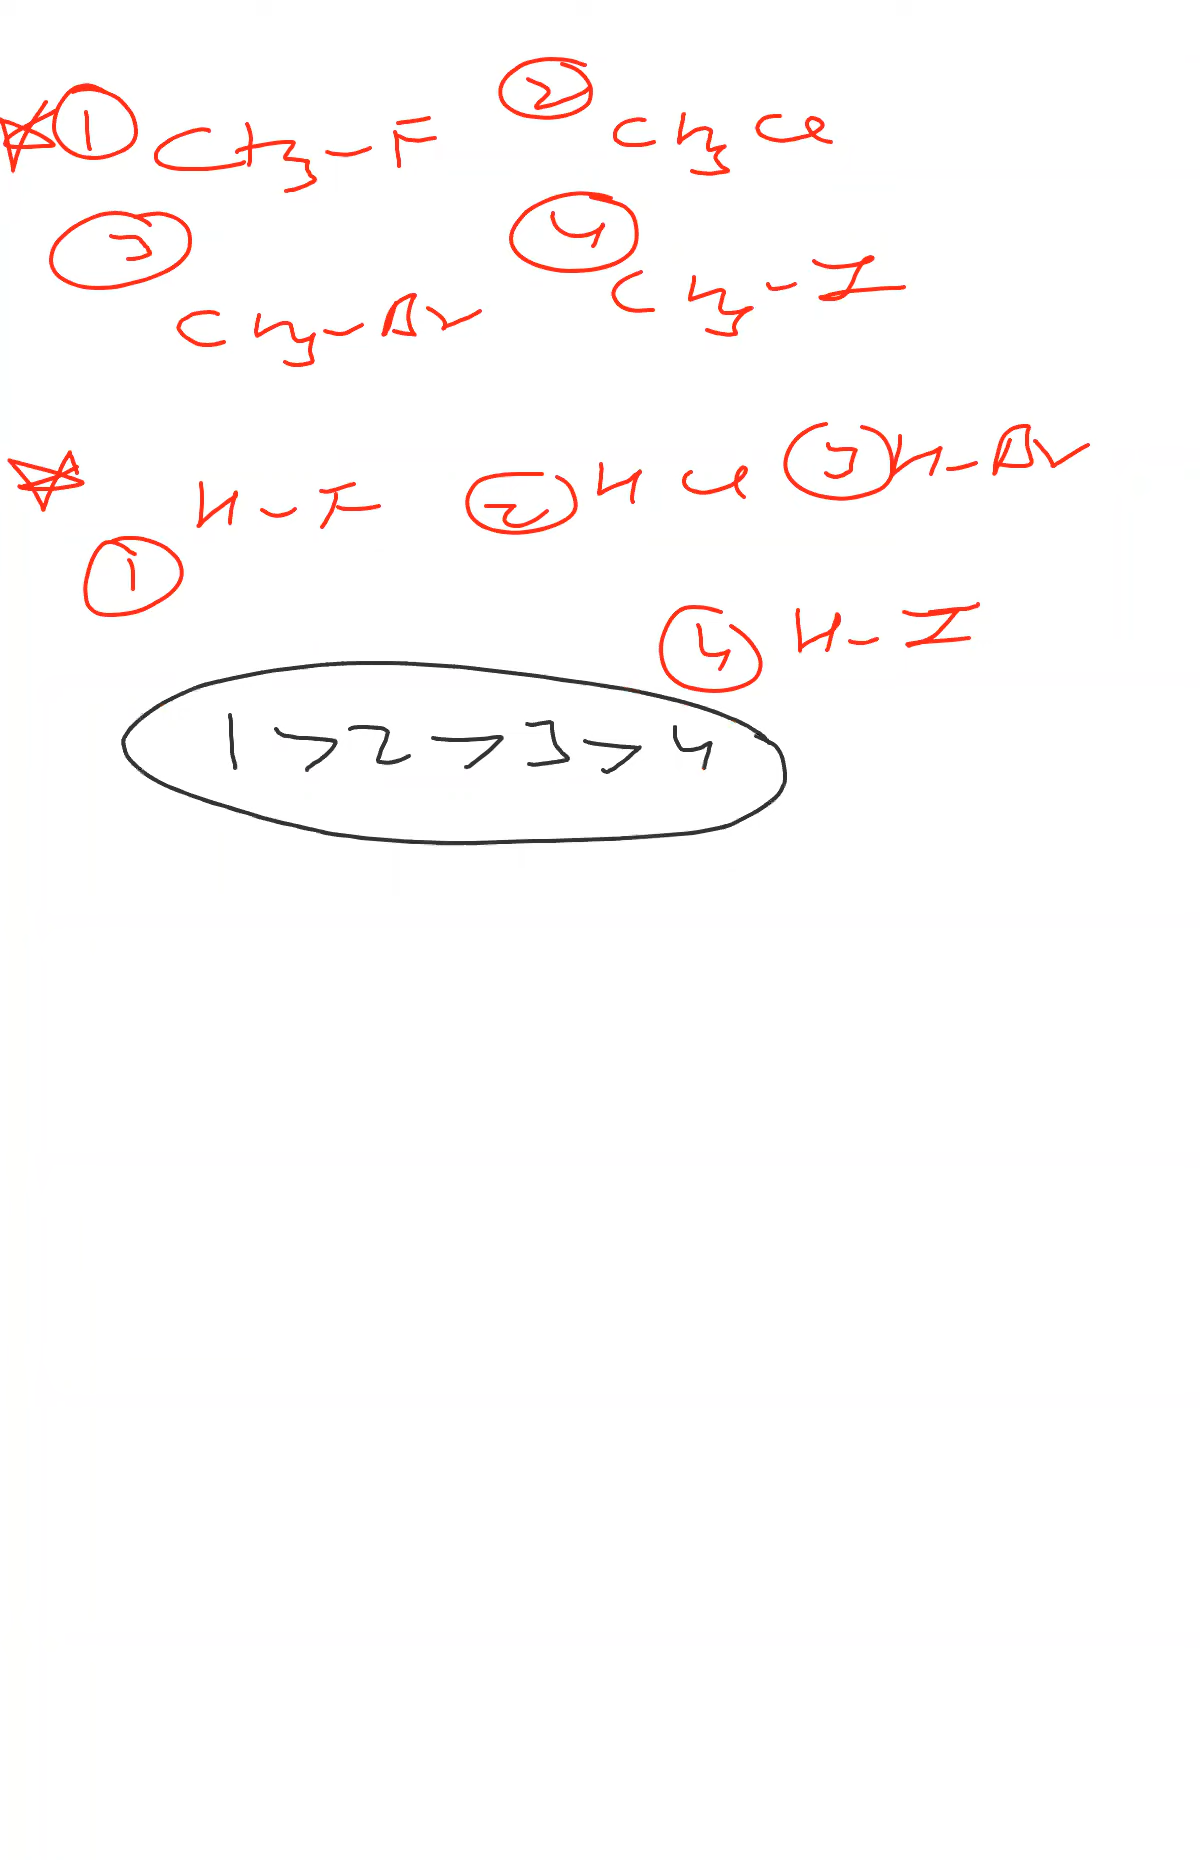 ① CH3-F ② CH3Cl
③ CH3-Br ④ CH3-I
① H-F ② HCl ③ H-Br
④ H-I
1>2>3>4